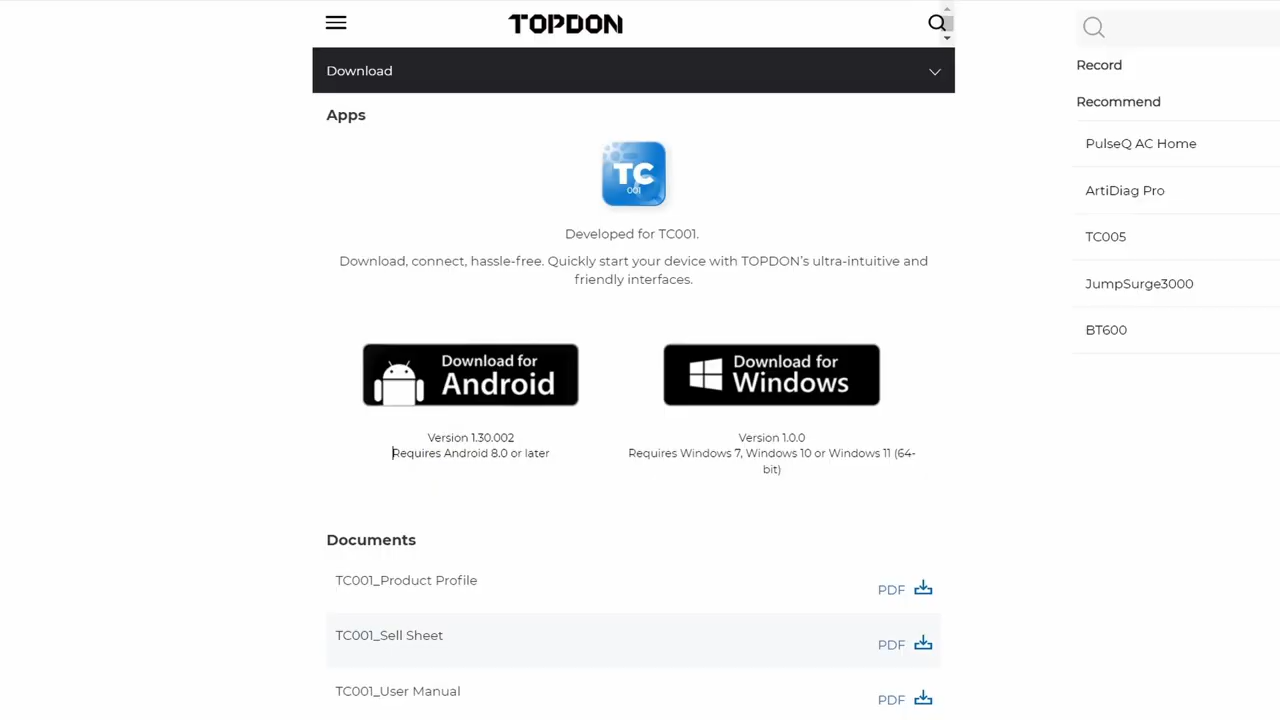 TOPDON
Download
Apps
TC
001
Developed for TC001.
Download, connect, hassle-free. Quickly start your device with TOPDON’s ultra-intuitive and
friendly interfaces.
Download for
Android
Download for
Windows
Version 1.30.002
Requires Android 8.0 or later
Version 1.0.0
Requires Windows 7, Windows 10 or Windows 11 (64-
bit)
Documents
TC001_Product Profile
PDF
TC001_Sell Sheet
PDF
TC001_User Manual
PDF
Record
Recommend
PulseQ AC Home
ArtiDiag Pro
TC005
JumpSurge3000
BT600